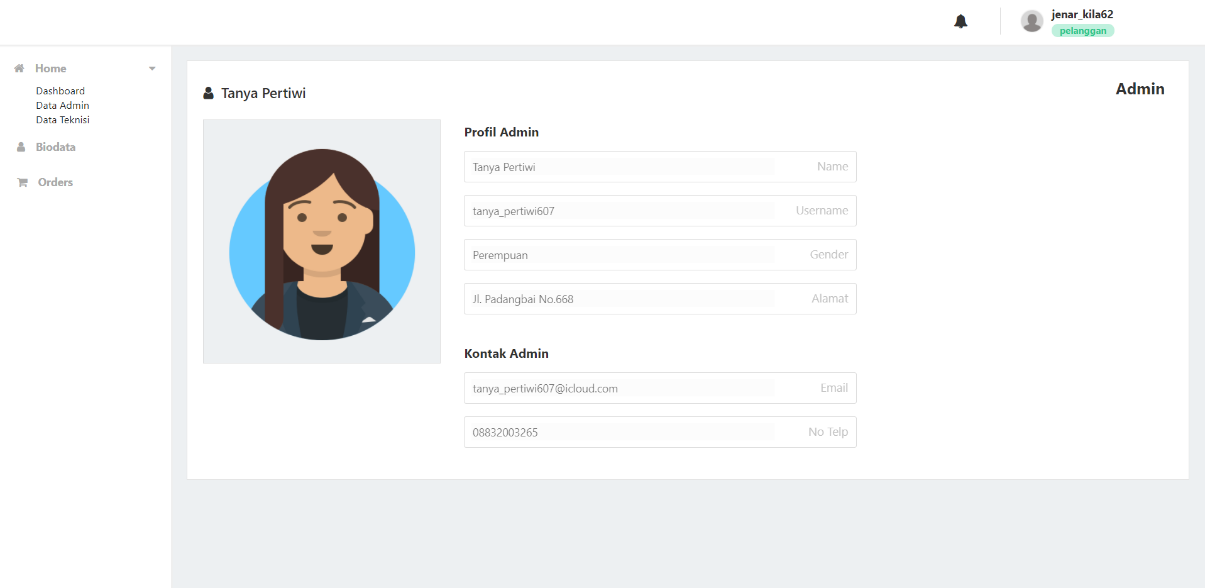 jenar_kila62
pelanggan
Home
Dashboard
Data Admin
Data Teknisi
Biodata
Orders
Tanya Pertiwi
Admin
Profil Admin
Tanya Pertiwi Name
tanya_pertiwi607 Username
Perempuan Gender
Jl. Padangbai No.668 Alamat
Kontak Admin
tanya_pertiwi607@icloud.com Email
08832003265 No Telp